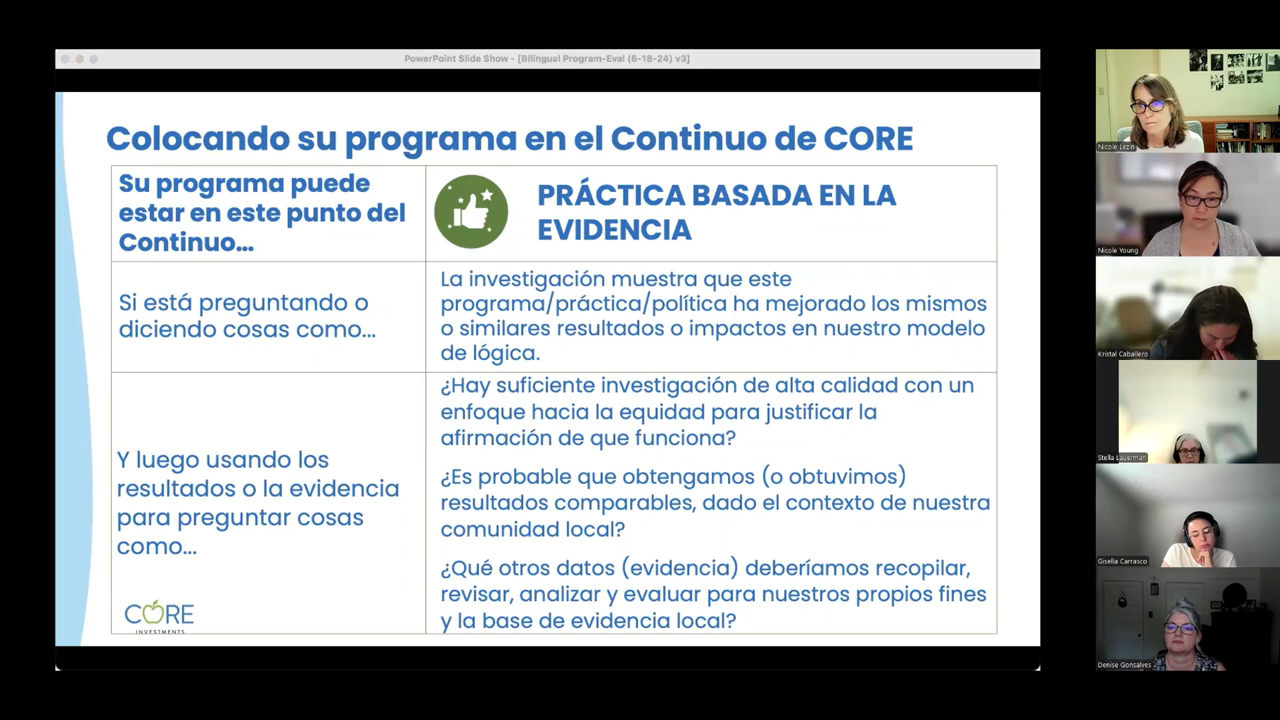 PowerPoint Slide Show - [Bilingual Program-Eval (6-18-24) v3]
Colocando su programa en el Continuo de CORE
Su programa puede
estar en este punto del
Continuo...
PRÁCTICA BASADA EN LA
EVIDENCIA
Si está preguntando o
diciendo cosas como...
La investigación muestra que este
programa/práctica/política ha mejorado los mismos
o similares resultados o impactos en nuestro modelo
de lógica.
Y luego usando los
resultados o la evidencia
para preguntar cosas
como...
¿Hay suficiente investigación de alta calidad con un
enfoque hacia la equidad para justificar la
afirmación de que funciona?
¿Es probable que obtengamos (o obtuvimos)
resultados comparables, dado el contexto de nuestra
comunidad local?
¿Qué otros datos (evidencia) deberíamos recopilar,
revisar, analizar y evaluar para nuestros propios fines
y la base de evidencia local?
CORE
INVESTMENTS
Nicole Lezin
Nicole Young
Kristal Caballero
Stella Lauerman
Gisella Carrasco
Denise Gonsalves